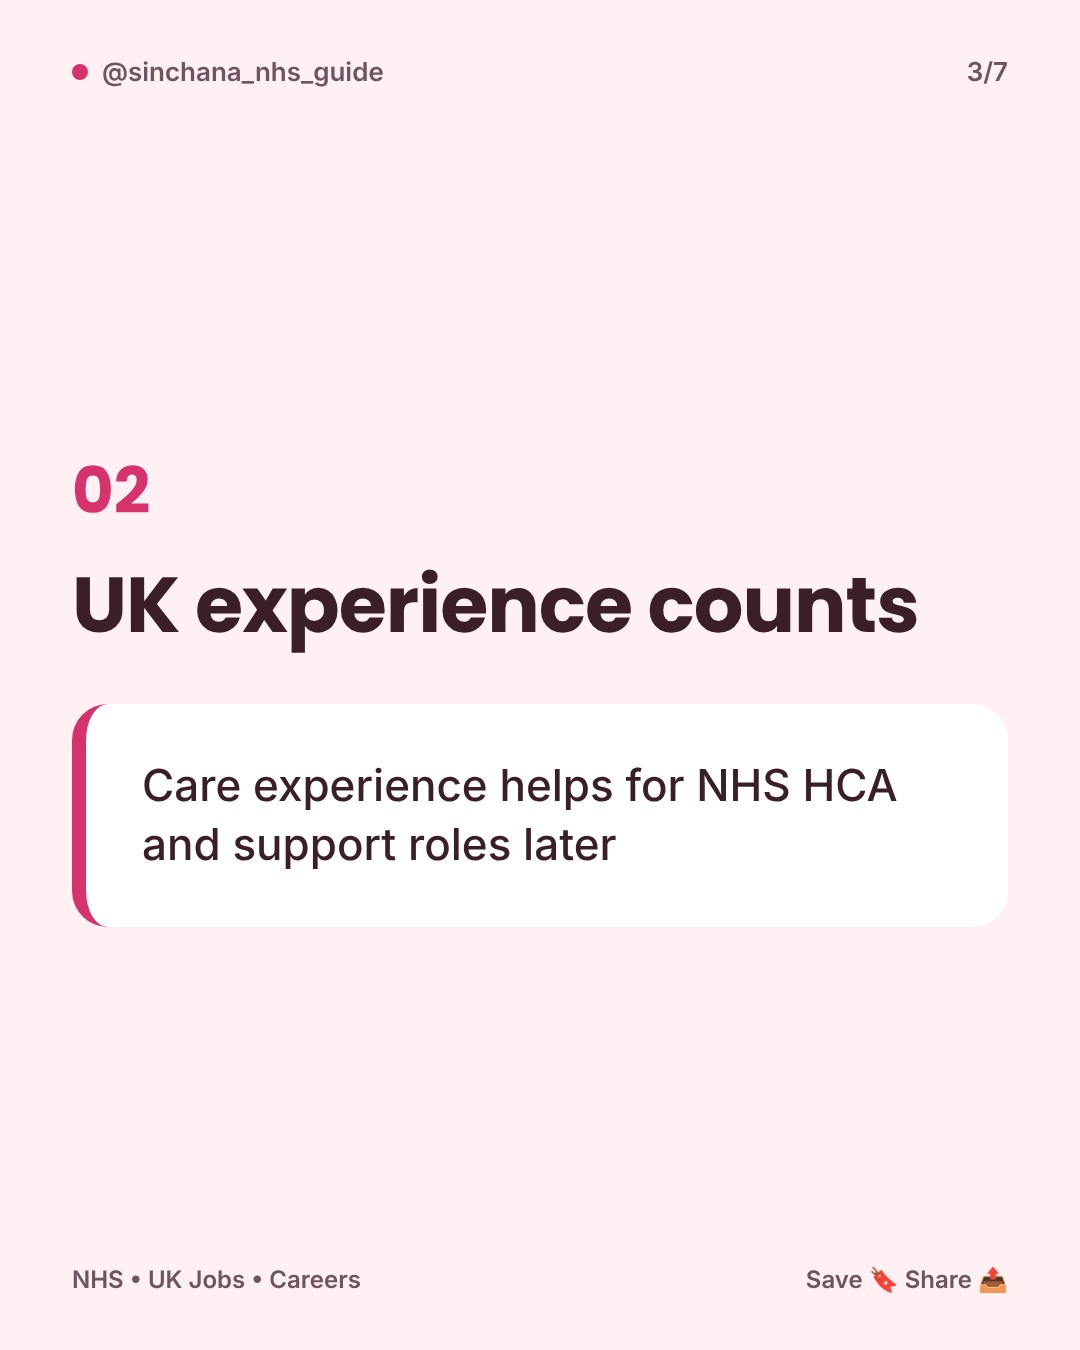 @sinchana_nhs_guide
3/7
02
UK experience counts
Care experience helps for NHS HCA
and support roles later
NHS • UK Jobs • Careers
Save 🔖 Share 📤